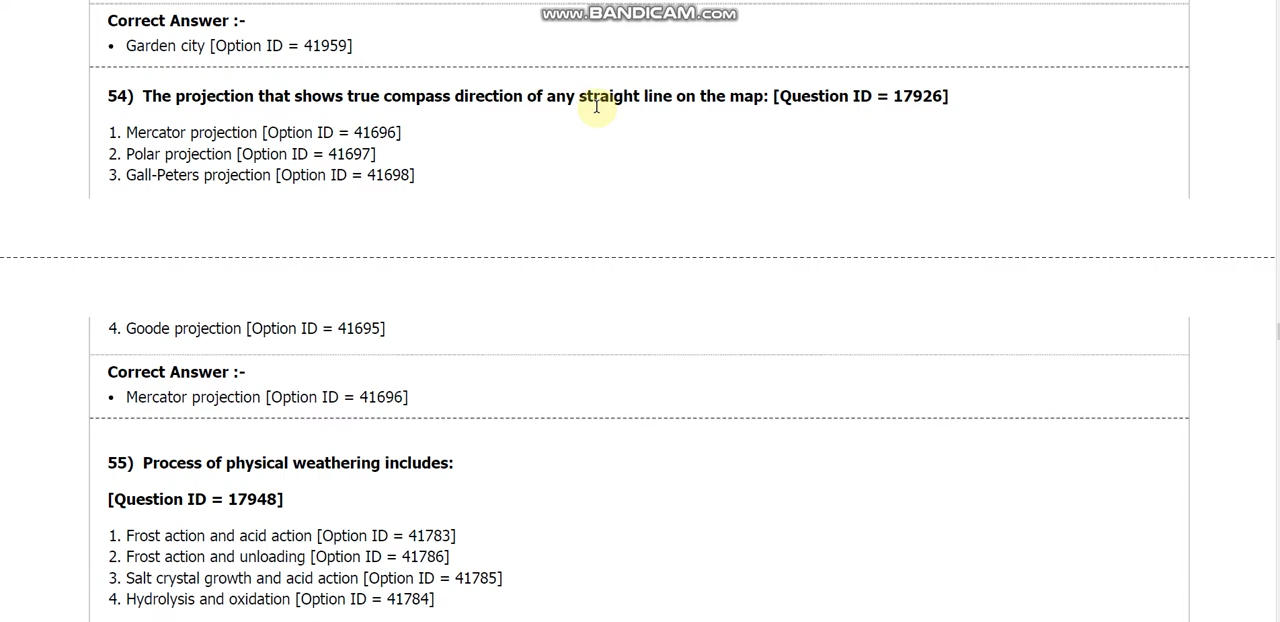 www.BANDICAM.com
Correct Answer :-
• Garden city [Option ID = 41959]
54) The projection that shows true compass direction of any straight line on the map: [Question ID = 17926]
1. Mercator projection [Option ID = 41696]
2. Polar projection [Option ID = 41697]
3. Gall-Peters projection [Option ID = 41698]
4. Goode projection [Option ID = 41695]
Correct Answer :-
• Mercator projection [Option ID = 41696]
55) Process of physical weathering includes:
[Question ID = 17948]
1. Frost action and acid action [Option ID = 41783]
2. Frost action and unloading [Option ID = 41786]
3. Salt crystal growth and acid action [Option ID = 41785]
4. Hydrolysis and oxidation [Option ID = 41784]